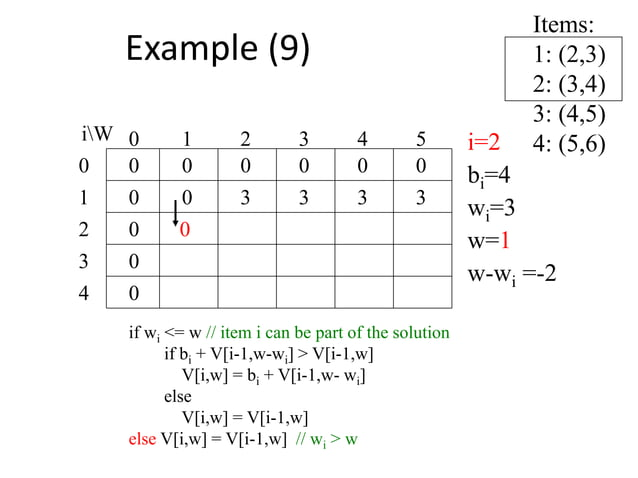 Example (9)
Items:
1: (2,3)
2: (3,4)
3: (4,5)
4: (5,6)
i\W 0 1 2 3 4 5
0 0 0 0 0 0 0
1 0 0 3 3 3 3
2 0 0
3 0
4 0
i=2
bi=4
wi=3
w=1
w-wi =-2
if wi <= w // item i can be part of the solution
if bi + V[i-1,w-wi] > V[i-1,w]
V[i,w] = bi + V[i-1,w- wi]
else
V[i,w] = V[i-1,w]
else V[i,w] = V[i-1,w] // wi > w